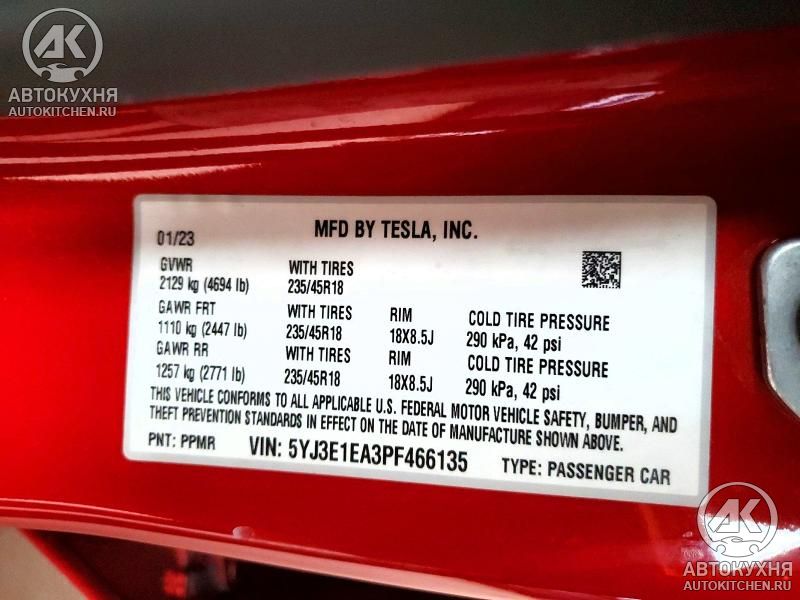 АК
АВТОКУХНЯ
AUTOKITCHEN.RU
MFD BY TESLA, INC.
01/23
GVWR WITH TIRES
2129 kg (4694 lb) 235/45R18
GAWR FRT WITH TIRES RIM COLD TIRE PRESSURE
1110 kg (2447 lb) 235/45R18 18X8.5J 290 kPa, 42 psi
GAWR RR WITH TIRES RIM COLD TIRE PRESSURE
1257 kg (2771 lb) 235/45R18 18X8.5J 290 kPa, 42 psi
THIS VEHICLE CONFORMS TO ALL APPLICABLE U.S. FEDERAL MOTOR VEHICLE SAFETY, BUMPER, AND
THEFT PREVENTION STANDARDS IN EFFECT ON THE DATE OF MANUFACTURE SHOWN ABOVE.
PNT: PPMR VIN: 5YJ3E1EA3PF466135 TYPE: PASSENGER CAR
АК
АВТОКУХНЯ
AUTOKITCHEN.RU